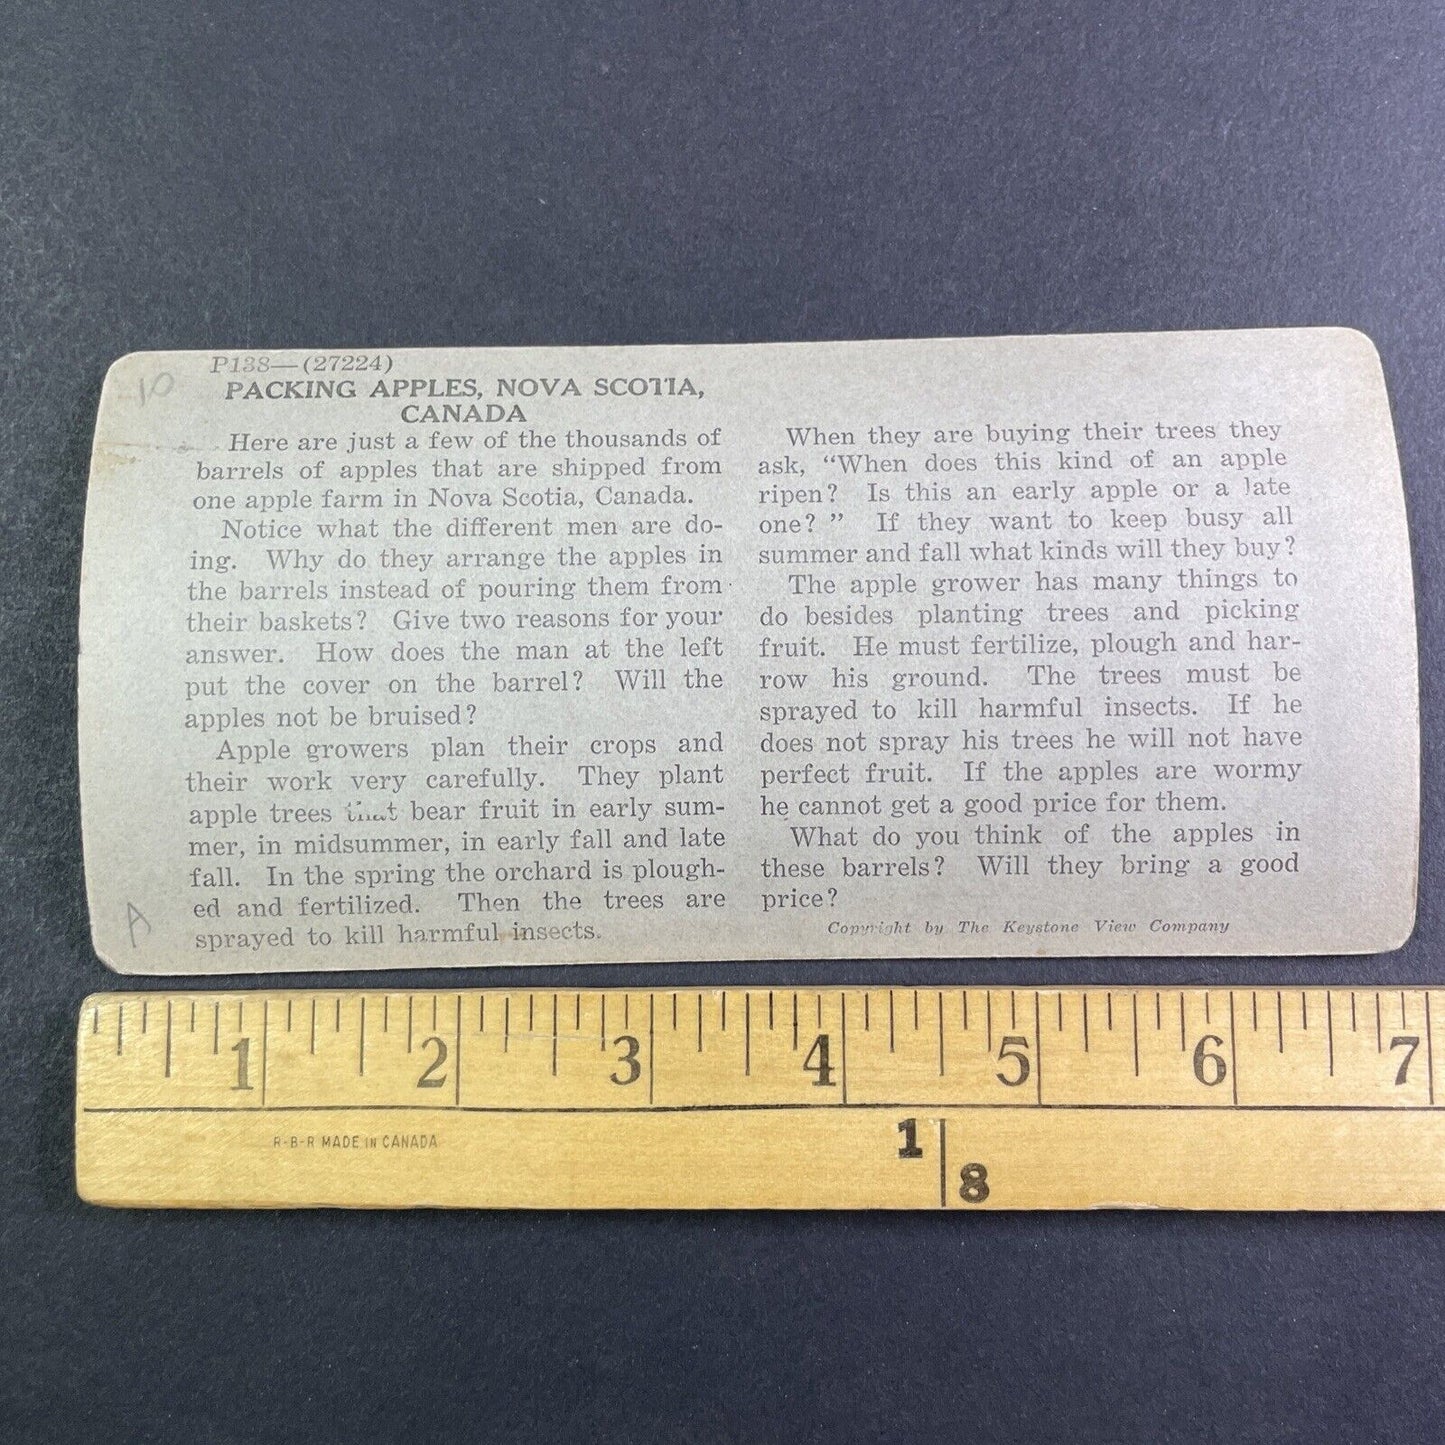 10
P138—(27224)
PACKING APPLES, NOVA SCOTIA,
CANADA
Here are just a few of the thousands of
barrels of apples that are shipped from
one apple farm in Nova Scotia, Canada.
Notice what the different men are do-
ing. Why do they arrange the apples in
the barrels instead of pouring them from
their baskets? Give two reasons for your
answer. How does the man at the left
put the cover on the barrel? Will the
apples not be bruised?
Apple growers plan their crops and
their work very carefully. They plant
apple trees that bear fruit in early sum-
mer, in midsummer, in early fall and late
fall. In the spring the orchard is plough-
ed and fertilized. Then the trees are
sprayed to kill harmful insects.
A
When they are buying their trees they
ask, “When does this kind of an apple
ripen? Is this an early apple or a late
one? ” If they want to keep busy all
summer and fall what kinds will they buy?
The apple grower has many things to
do besides planting trees and picking
fruit. He must fertilize, plough and har-
row his ground. The trees must be
sprayed to kill harmful insects. If he
does not spray his trees he will not have
perfect fruit. If the apples are wormy
he cannot get a good price for them.
What do you think of the apples in
these barrels? Will they bring a good
price?
Copyright by The Keystone View Company
1 2 3 4 5 6 7
R-B-R MADE IN CANADA
1
8